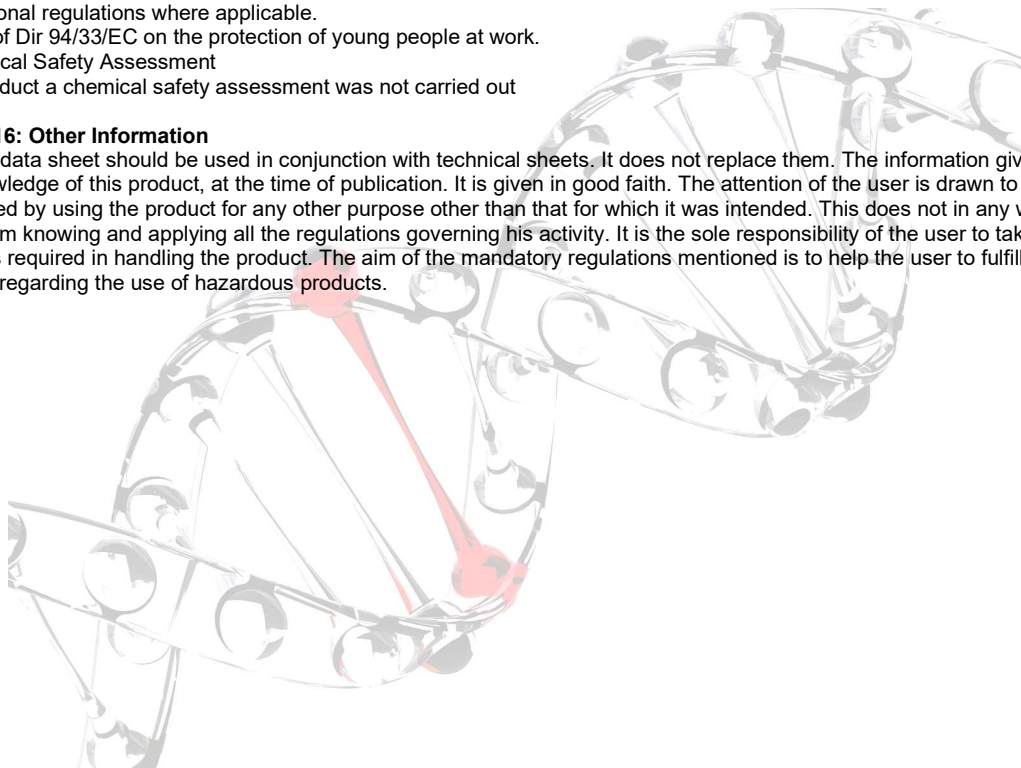 onal regulations where applicable.
of Dir 94/33/EC on the protection of young people at work.
cal Safety Assessment
duct a chemical safety assessment was not carried out
16: Other Information
data sheet should be used in conjunction with technical sheets. It does not replace them. The information giv
wledge of this product, at the time of publication. It is given in good faith. The attention of the user is drawn to
ed by using the product for any other purpose other than that for which it was intended. This does not in any w
m knowing and applying all the regulations governing his activity. It is the sole responsibility of the user to tak
s required in handling the product. The aim of the mandatory regulations mentioned is to help the user to fulfill
regarding the use of hazardous products.